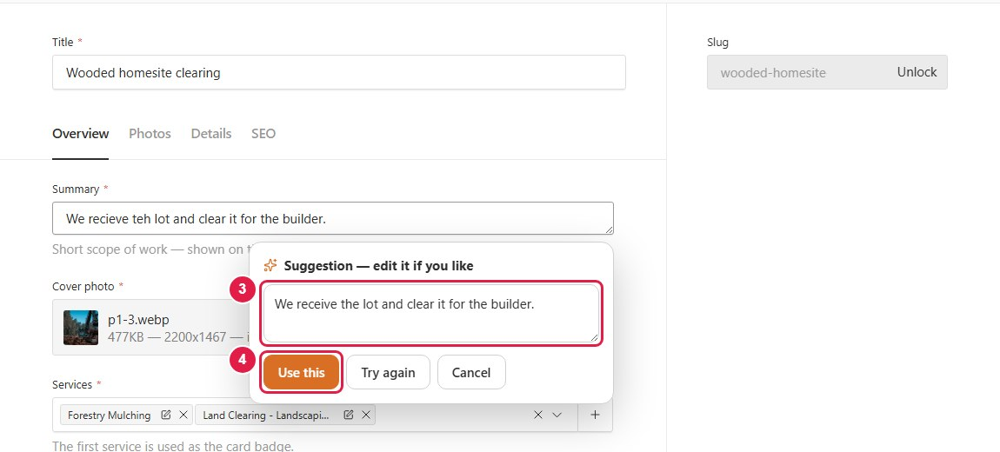 Title *
Wooded homesite clearing
Slug
wooded-homesite
Unlock
Overview Photos Details SEO
Summary *
We recieve teh lot and clear it for the builder.
Short scope of work — shown on
Suggestion — edit it if you like
3
We receive the lot and clear it for the builder.
4
Use this Try again Cancel
Cover photo *
p1-3.webp
477KB — 2200x1467 —
Services *
Forestry Mulching Land Clearing - Landscapi...
The first service is used as the card badge.